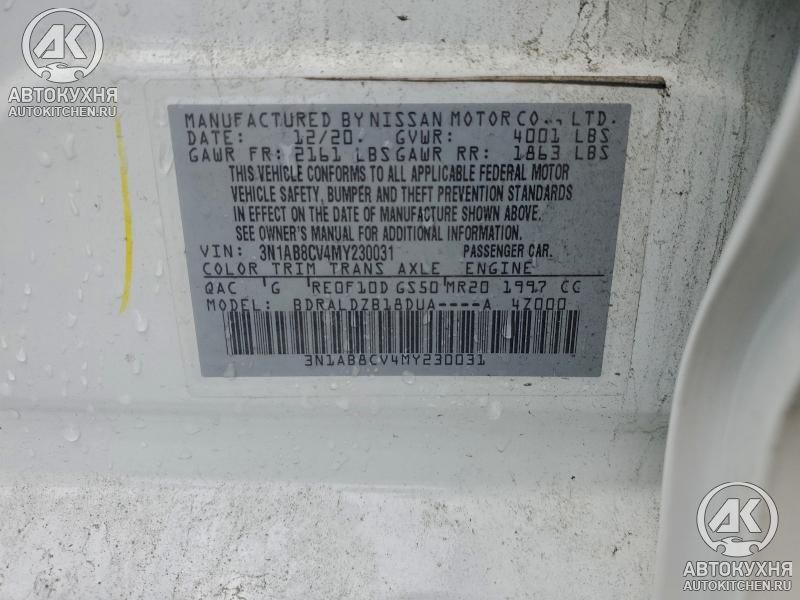 AK
АВТОКУХНЯ
AUTOKITCHEN.RU
MANUFACTURED BY NISSAN MOTOR CO., LTD.
DATE: 12/20. GVWR: 4001 LBS
GAWR FR: 2161 LBS GAWR RR: 1863 LBS
THIS VEHICLE CONFORMS TO ALL APPLICABLE FEDERAL MOTOR
VEHICLE SAFETY, BUMPER AND THEFT PREVENTION STANDARDS
IN EFFECT ON THE DATE OF MANUFACTURE SHOWN ABOVE.
SEE OWNER'S MANUAL FOR ADDITIONAL INFORMATION.
VIN: 3N1AB8CV4MY230031 PASSENGER CAR.
COLOR TRIM TRANS AXLE ENGINE
QAC G RE0F10D GS50 MR20 1997 CC
MODEL: BDRALDZB18DUA----A 4Z000
3N1AB8CV4MY230031
AK
АВТОКУХНЯ
AUTOKITCHEN.RU